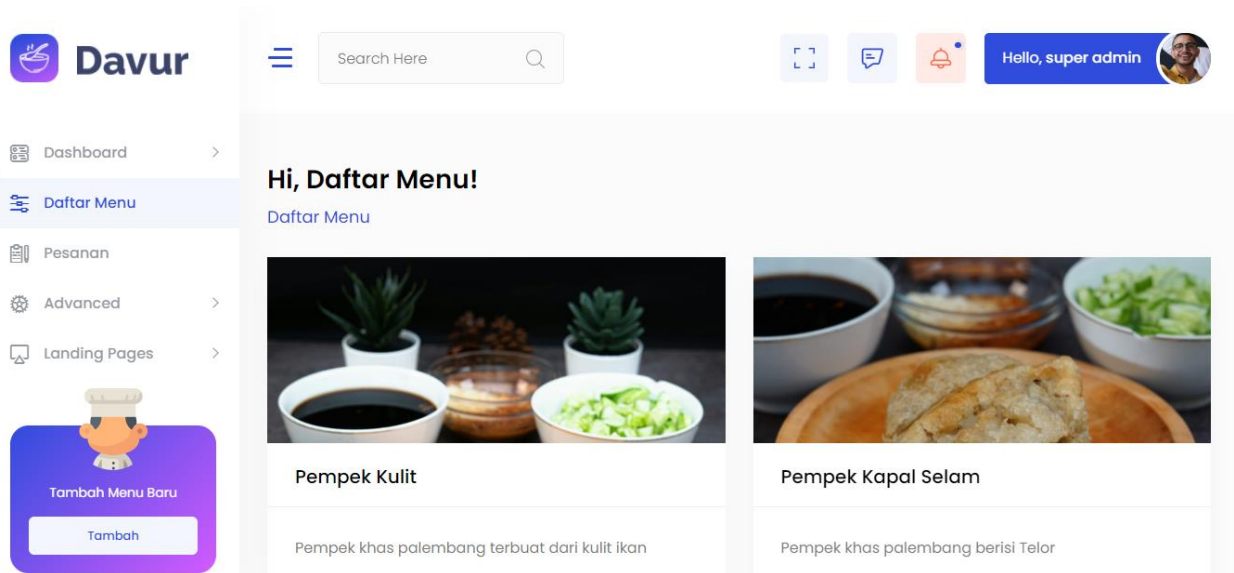 Davur
Search Here
Hello, super admin
Dashboard
Daftar Menu
Pesanan
Advanced
Landing Pages
Tambah Menu Baru
Tambah
Hi, Daftar Menu!
Daftar Menu
Pempek Kulit
Pempek khas palembang terbuat dari kulit ikan
Pempek Kapal Selam
Pempek khas palembang berisi Telor